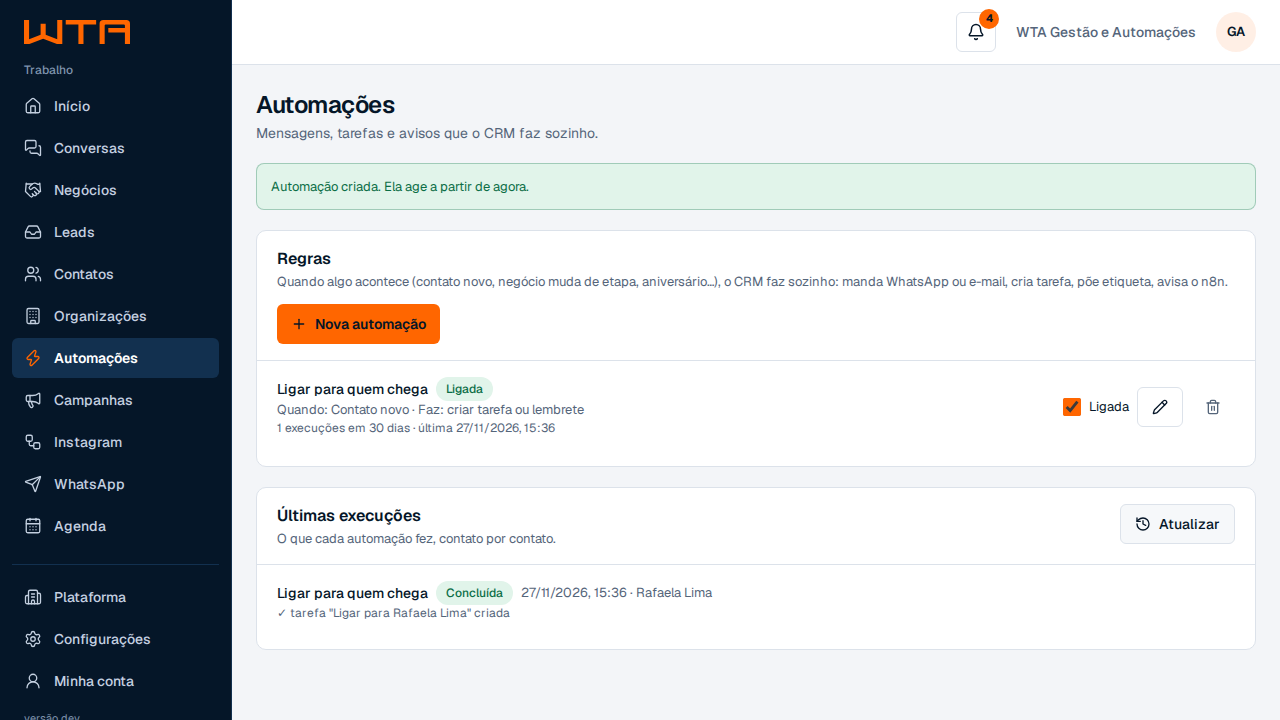 WTA
4
WTA Gestão e Automações
GA
Trabalho
Início
Conversas
Negócios
Leads
Contatos
Organizações
Automações
Campanhas
Instagram
WhatsApp
Agenda
Plataforma
Configurações
Minha conta
versão dev
Automações
Mensagens, tarefas e avisos que o CRM faz sozinho.
Automação criada. Ela age a partir de agora.
Regras
Quando algo acontece (contato novo, negócio muda de etapa, aniversário…), o CRM faz sozinho: manda WhatsApp ou e-mail, cria tarefa, põe etiqueta, avisa o n8n.
+ Nova automação
Ligar para quem chega Ligada
Quando: Contato novo · Faz: criar tarefa ou lembrete
1 execuções em 30 dias · última 27/11/2026, 15:36
Ligada
Últimas execuções
O que cada automação fez, contato por contato.
Atualizar
Ligar para quem chega Concluída 27/11/2026, 15:36 · Rafaela Lima
✓ tarefa "Ligar para Rafaela Lima" criada